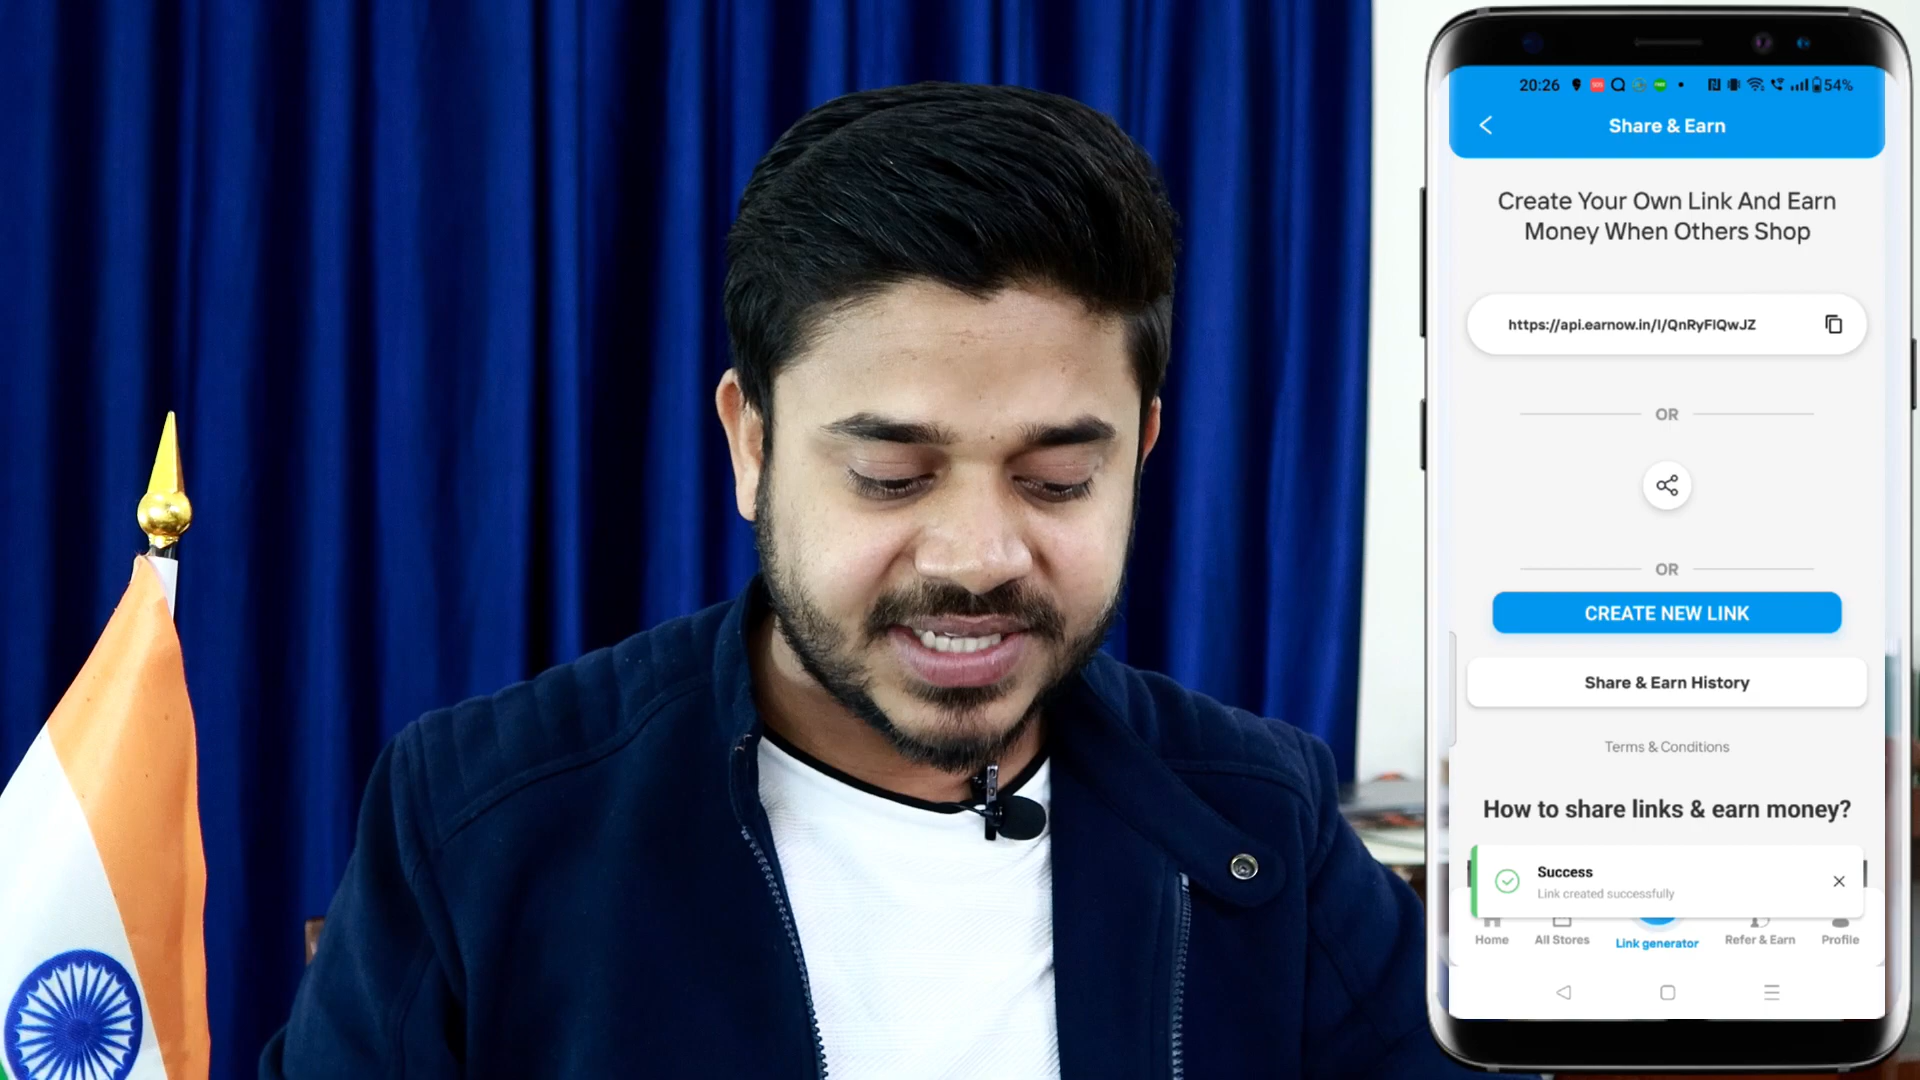 20:26
54%
Share & Earn
Create Your Own Link And Earn
Money When Others Shop
https://api.earnow.in/l/QnRyFlQwJZ
OR
OR
CREATE NEW LINK
Share & Earn History
Terms & Conditions
How to share links & earn money?
Success
Link created successfully
Home
All Stores
Link generator
Refer & Earn
Profile